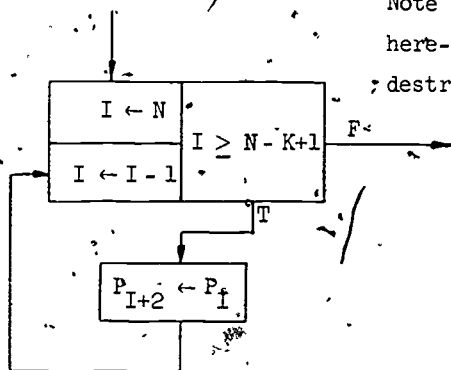 Note
here-
destr
I ← N
I ≥ N - K+1
F
I ← I - 1
T
P_{I+2} ← P_I